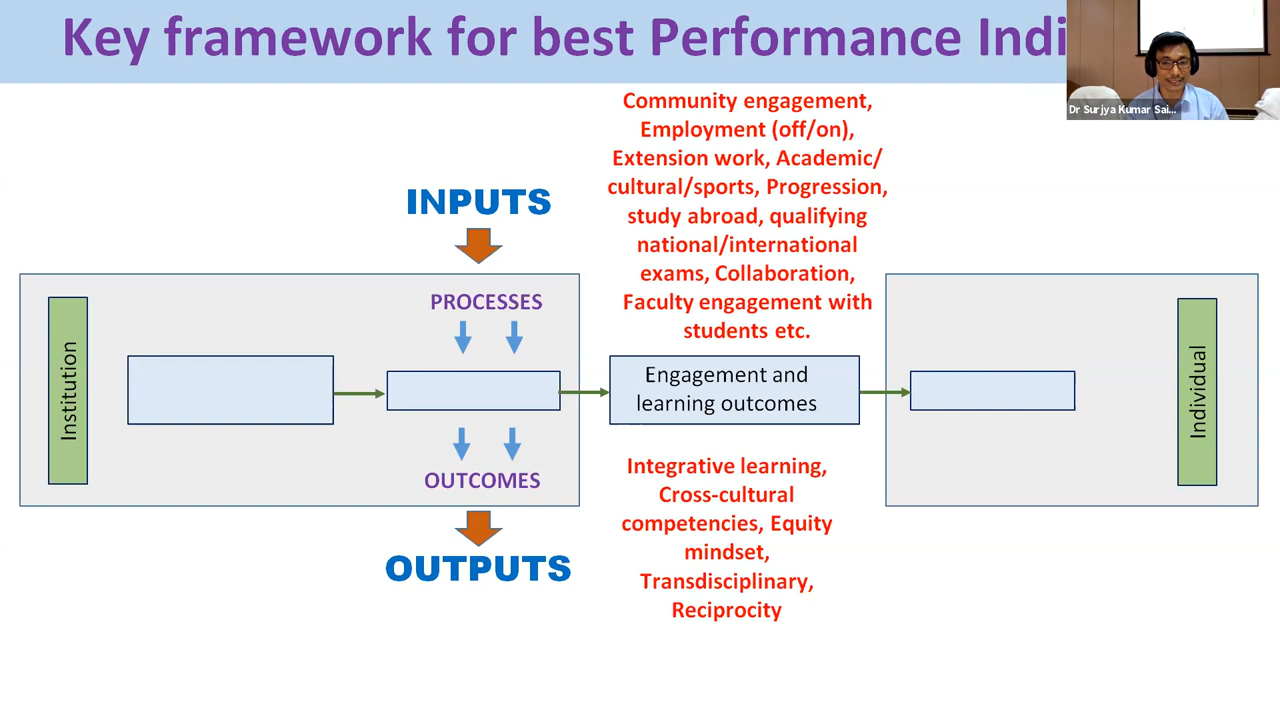 Key framework for best Performance Indi
Dr Surjya Kumar Sai...
Community engagement,
Employment (off/on),
Extension work, Academic/
cultural/sports, Progression,
study abroad, qualifying
national/international
exams, Collaboration,
Faculty engagement with
students etc.
INPUTS
PROCESSES
Institution
Engagement and
learning outcomes
Individual
OUTCOMES
OUTPUTS
Integrative learning,
Cross-cultural
competencies, Equity
mindset,
Transdisciplinary,
Reciprocity